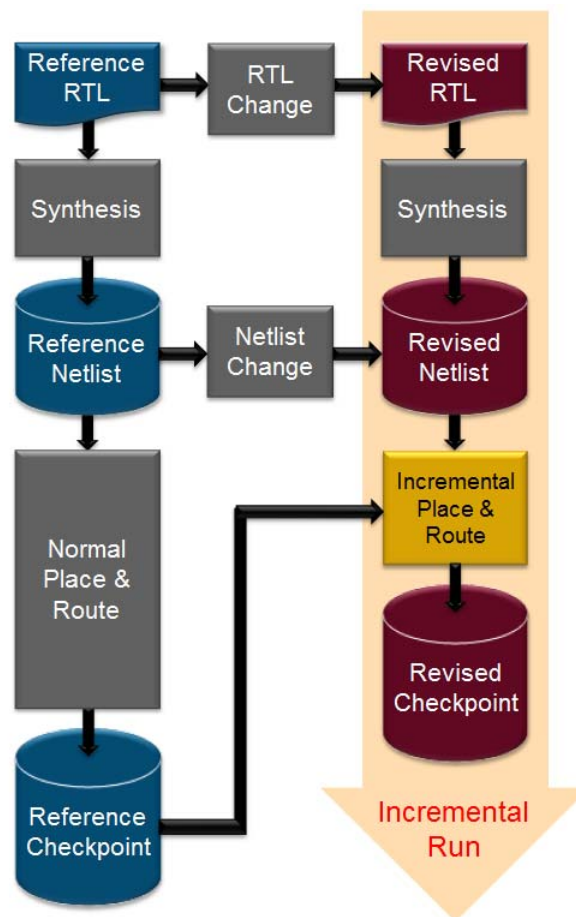 Reference
RTL
RTL
Change
Revised
RTL
Synthesis
Synthesis
Reference
Netlist
Netlist
Change
Revised
Netlist
Normal
Place &
Route
Incremental
Place &
Route
Revised
Checkpoint
Reference
Checkpoint
Incremental
Run